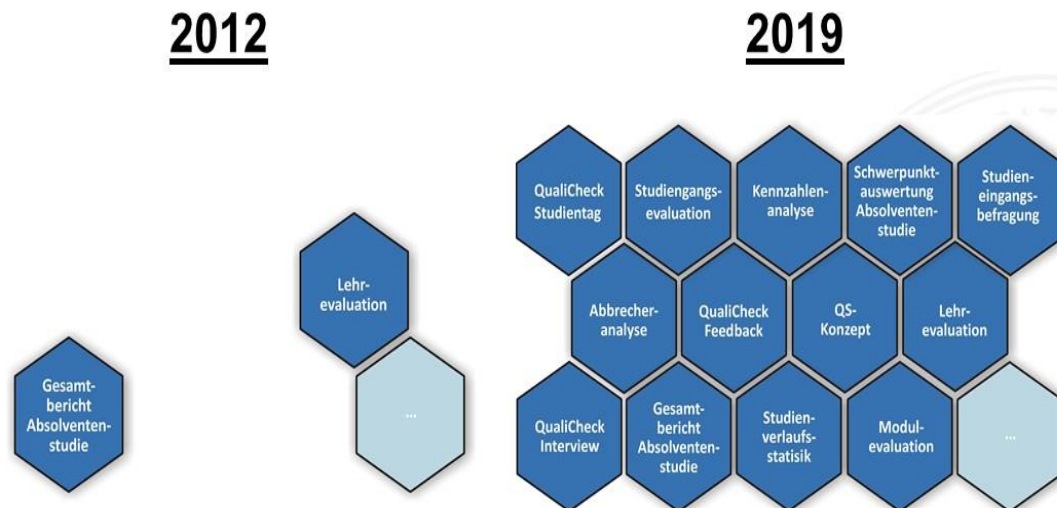 2012
2019
Lehr-
evaluation
...
Gesamt-
bericht
Absolventen-
studie
QualiCheck
Studientag
Studiengangs-
evaluation
Kennzahlen-
analyse
Schwerpunkt-
auswertung
Absolventen-
studie
Studien-
eingangs-
befragung
Abbrecher-
analyse
QualiCheck
Feedback
QS-
Konzept
Lehr-
evaluation
QualiCheck
Interview
Gesamt-
bericht
Absolventen-
studie
Studien-
verlaufs-
statisik
Modul-
evaluation
...